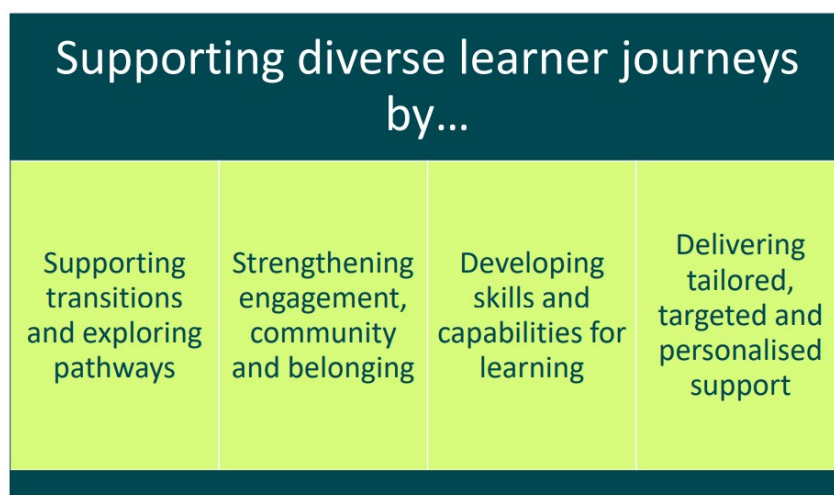 Supporting diverse learner journeys
by...
Supporting
transitions
and exploring
pathways
Strengthening
engagement,
community
and belonging
Developing
skills and
capabilities for
learning
Delivering
tailored,
targeted and
personalised
support